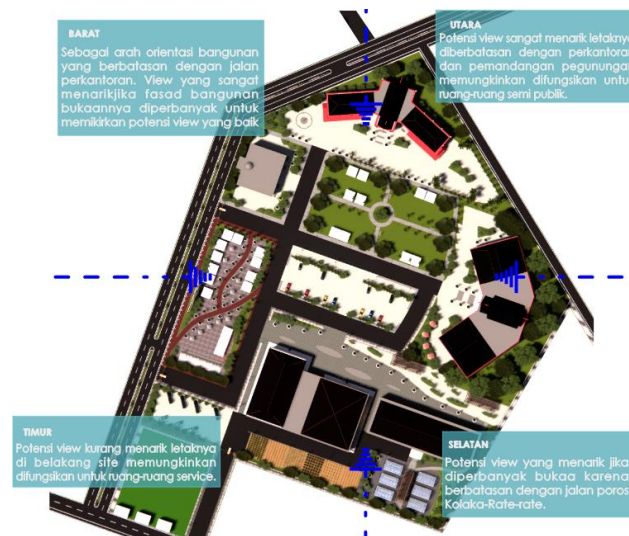 BARAT
Sebagai arah orientasi bangunan
yang berbatasan dengan jalan
perkantoran. View yang sangat
menarikjika fasad bangunan
bukaannya diperbanyak untuk
memikirkan potensi view yang baik
UTARA
Potensi view sangat menarik letaknya
diberbatasan dengan perkantoran
dan pemandangan pegunungan
memungkinkan difungsikan untuk
ruang-ruang semi publik.
TIMUR
Potensi view kurang menarik letaknya
di belakang site memungkinkan
difungsikan untuk ruang-ruang service.
SELATAN
Potensi view yang menarik jika
diperbanyak bukaa karena
berbatasan dengan jalan poros
Kolaka-Rate-rate.